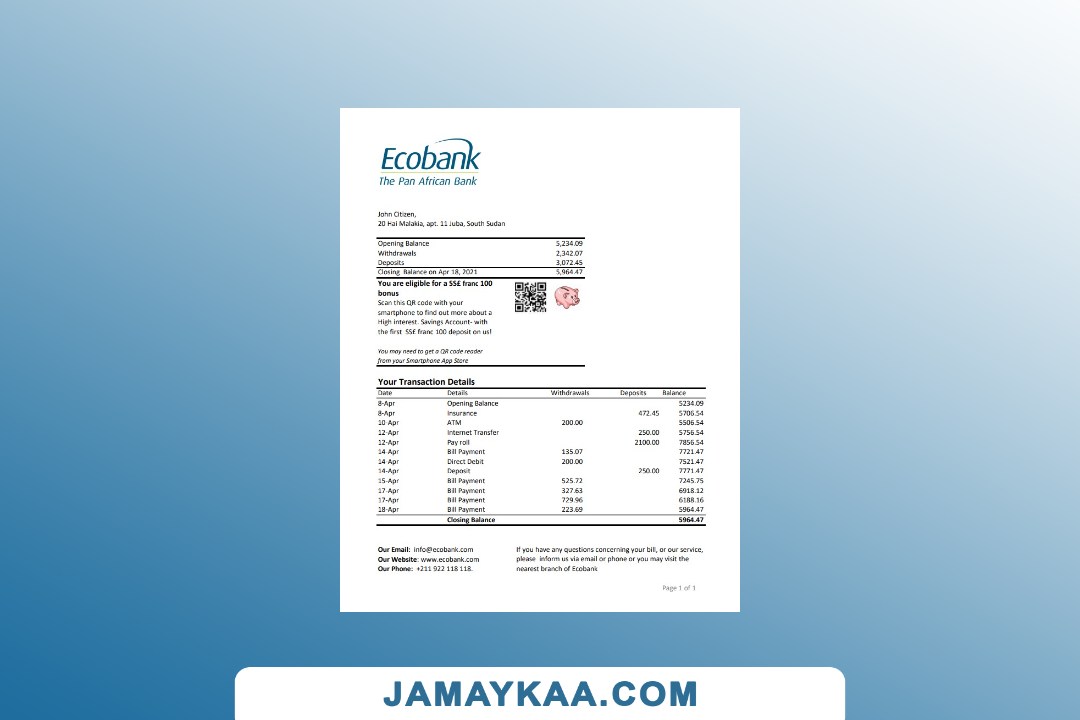 Ecobank
The Pan African Bank
John Citizen,
20 Hai Malakia, apt. 11 Juba, South Sudan
Opening Balance 5,234.09
Withdrawals 2,342.07
Deposits 3,072.45
Closing Balance on Apr 18, 2021 5,964.47
You are eligible for a SS£ franc 100
bonus
Scan this QR code with your
smartphone to find out more about a
High interest. Savings Account- with
the first SS£ franc 100 deposit on us!
You may need to get a QR code reader
from your Smartphone App Store
Your Transaction Details
Date Details Withdrawals Deposits Balance
8-Apr Opening Balance 5234.09
8-Apr Insurance 472.45 5706.54
10-Apr ATM 200.00 5506.54
12-Apr Internet Transfer 250.00 5756.54
12-Apr Pay roll 2100.00 7856.54
14-Apr Bill Payment 135.07 7721.47
14-Apr Direct Debit 200.00 7521.47
14-Apr Deposit 250.00 7771.47
15-Apr Bill Payment 525.72 7245.75
17-Apr Bill Payment 327.63 6918.12
17-Apr Bill Payment 729.96 6188.16
18-Apr Bill Payment 223.69 5964.47
Closing Balance 5964.47
Our Email: info@ecobank.com
Our Website: www.ecobank.com
Our Phone: +211 922 118 118.
If you have any questions concerning your bill, or our service,
please inform us via email or phone or you may visit the
nearest branch of Ecobank
Page 1 of 1
JAMAYKAA.COM